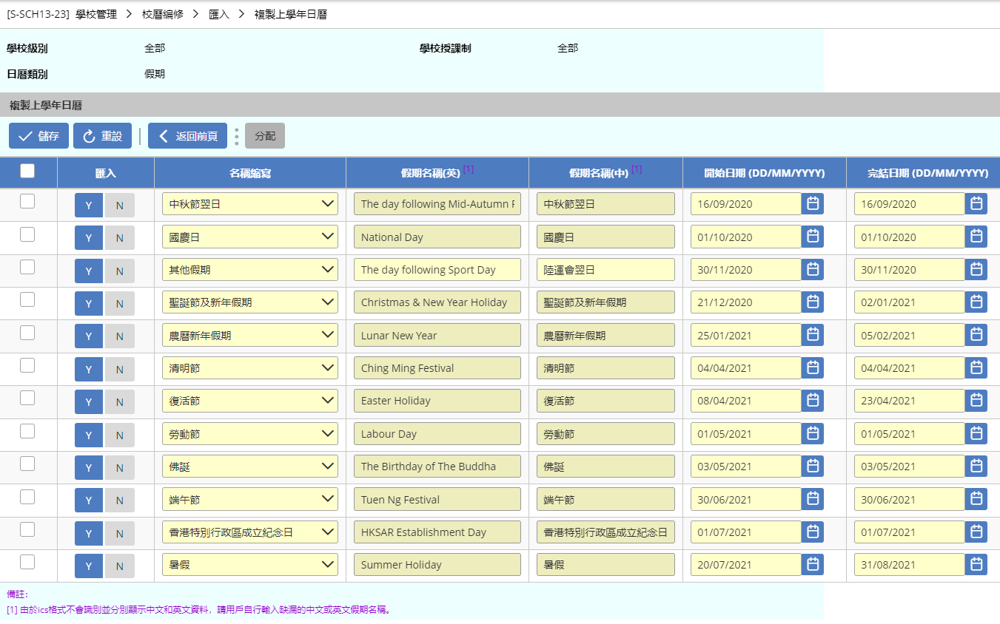 [S-SCH13-23] 學校管理 > 校曆編修 > 匯入 > 複製上學年日曆
學校級別 全部 學校授課制 全部
日曆類別 假期
複製上學年日曆
儲存 重設 返回前頁 分配
匯入 名稱縮寫 假期名稱(英) [1] 假期名稱(中) [1] 開始日期 (DD/MM/YYYY) 完結日期 (DD/MM/YYYY)
Y N 中秋節翌日 The day following Mid-Autumn 中秋節翌日 16/09/2020 16/09/2020
Y N 國慶日 National Day 國慶日 01/10/2020 01/10/2020
Y N 其他假期 The day following Sport Day 陸運會翌日 30/11/2020 30/11/2020
Y N 聖誕節及新年假期 Christmas & New Year Holiday 聖誕節及新年假期 21/12/2020 02/01/2021
Y N 農曆新年假期 Lunar New Year 農曆新年假期 25/01/2021 05/02/2021
Y N 清明節 Ching Ming Festival 清明節 04/04/2021 04/04/2021
Y N 復活節 Easter Holiday 復活節 08/04/2021 23/04/2021
Y N 勞動節 Labour Day 勞動節 01/05/2021 01/05/2021
Y N 佛誕 The Birthday of The Buddha 佛誕 03/05/2021 03/05/2021
Y N 端午節 Tuen Ng Festival 端午節 30/06/2021 30/06/2021
Y N 香港特別行政區成立紀念日 HKSAR Establishment Day 香港特別行政區成立紀念日 01/07/2021 01/07/2021
Y N 暑假 Summer Holiday 暑假 20/07/2021 31/08/2021
備註：
[1] 由於ics格式不會識別並分別顯示中文和英文資料，請用戶自行輸入缺漏的中文或英文假期名稱。